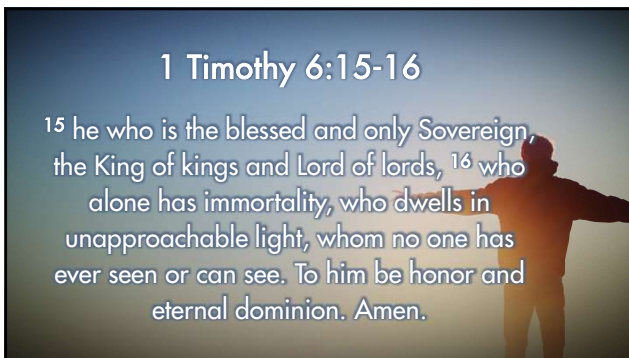 1 Timothy 6:15-16
15 he who is the blessed and only Sovereign,
the King of kings and Lord of lords, 16 who
alone has immortality, who dwells in
unapproachable light, whom no one has
ever seen or can see. To him be honor and
eternal dominion. Amen.